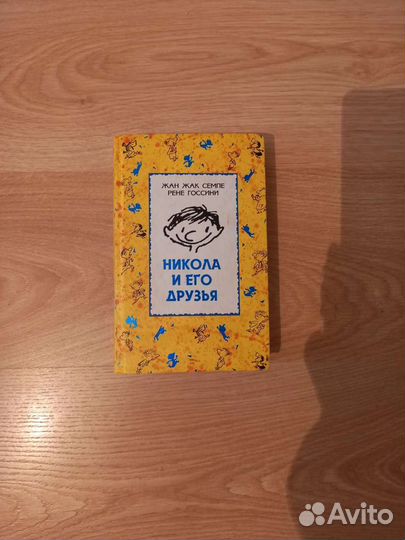 ЖАН ЖАК СЕМПЕ
РЕНЕ ГОССИНИ
НИКОЛА
И ЕГО
ДРУЗЬЯ
Avito